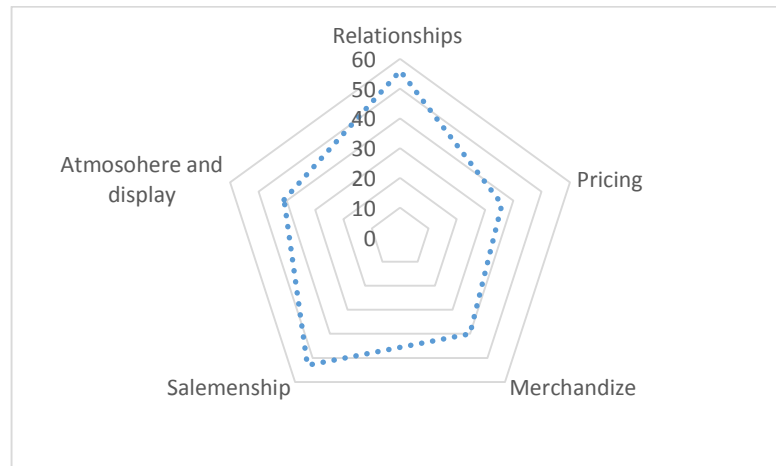 Relationships
60
50
40
30
20
10
0
Atmosohere and
display
Pricing
Salemenship
Merchandize